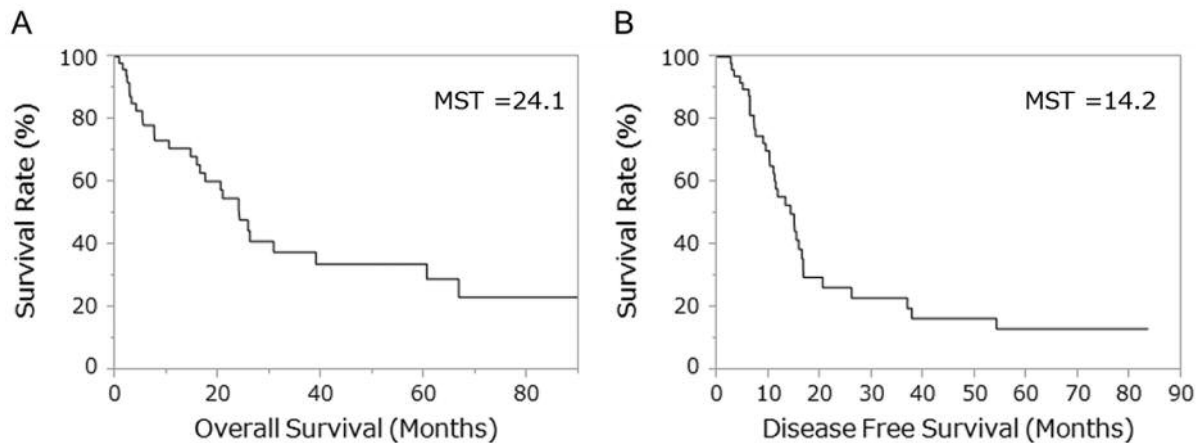 A
B
MST =24.1
MST =14.2
Survival Rate (%)
100
80
60
40
20
0
0 20 40 60 80
Overall Survival (Months)
Survival Rate (%)
100
80
60
40
20
0
0 10 20 30 40 50 60 70 80 90
Disease Free Survival (Months)